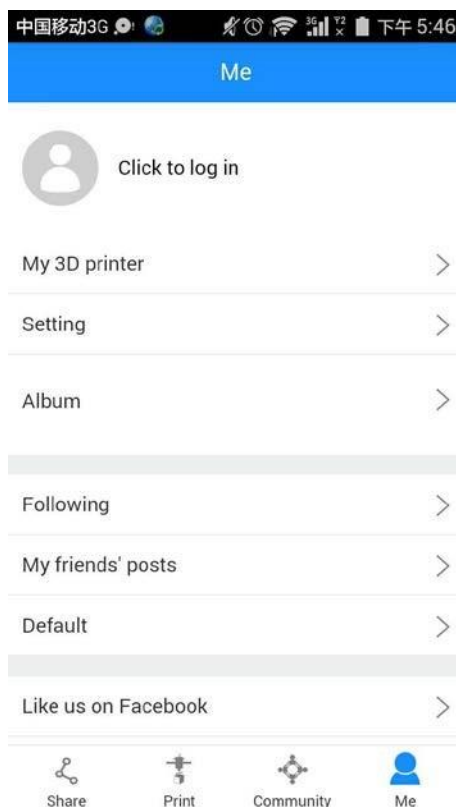 中国移动3G 下午 5:46
Me
Click to log in
My 3D printer
Setting
Album
Following
My friends' posts
Default
Like us on Facebook
Share Print Community Me